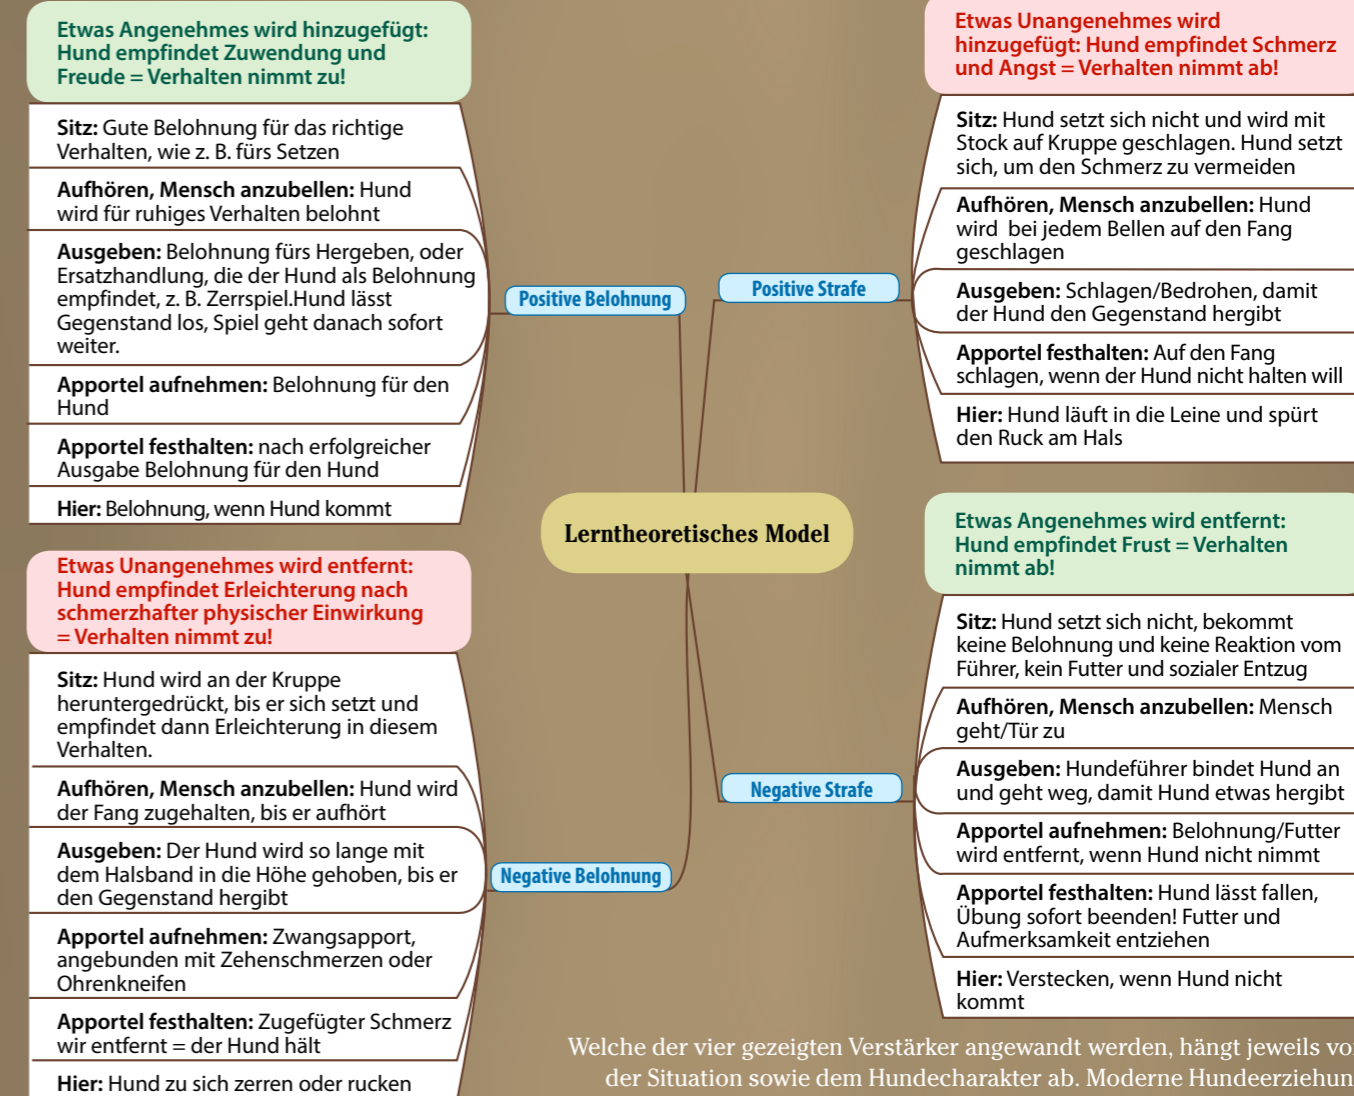 Etwas Angenehmes wird hinzugefügt:
Hund empfindet Zuwendung und
Freude = Verhalten nimmt zu!
Sitz: Gute Belohnung für das richtige
Verhalten, wie z. B. fürs Setzen
Aufhören, Mensch anzubellen: Hund
wird für ruhiges Verhalten belohnt
Ausgeben: Belohnung fürs Hergeben, oder
Ersatzhandlung, die der Hund als Belohnung
empfindet, z. B. Zerrspiel.Hund lässt
Gegenstand los, Spiel geht danach sofort
weiter.
Apportel aufnehmen: Belohnung für den
Hund
Apportel festhalten: nach erfolgreicher
Ausgabe Belohnung für den Hund
Hier: Belohnung, wenn Hund kommt
Positive Belohnung
Etwas Unangenehmes wird
hinzugefügt: Hund empfindet Schmerz
und Angst = Verhalten nimmt ab!
Sitz: Hund setzt sich nicht und wird mit
Stock auf Kruppe geschlagen. Hund setzt
sich, um den Schmerz zu vermeiden
Aufhören, Mensch anzubellen: Hund
wird bei jedem Bellen auf den Fang
geschlagen
Ausgeben: Schlagen/Bedrohen, damit
der Hund den Gegenstand hergibt
Apportel festhalten: Auf den Fang
schlagen, wenn der Hund nicht halten will
Hier: Hund läuft in die Leine und spürt
den Ruck am Hals
Positive Strafe
Lerntheoretisches Model
Etwas Unangenehmes wird entfernt:
Hund empfindet Erleichterung nach
schmerzhafter physischer Einwirkung
= Verhalten nimmt zu!
Sitz: Hund wird an der Kruppe
heruntergedrückt, bis er sich setzt und
empfindet dann Erleichterung in diesem
Verhalten.
Aufhören, Mensch anzubellen: Hund wird
der Fang zugehalten, bis er aufhört
Ausgeben: Der Hund wird so lange mit
dem Halsband in die Höhe gehoben, bis er
den Gegenstand hergibt
Apportel aufnehmen: Zwangsapport,
angebunden mit Zehenschmerzen oder
Ohrenkneifen
Apportel festhalten: Zugefügter Schmerz
wir entfernt = der Hund hält
Hier: Hund zu sich zerren oder rucken
Negative Belohnung
Etwas Angenehmes wird entfernt:
Hund empfindet Frust = Verhalten
nimmt ab!
Sitz: Hund setzt sich nicht, bekommt
keine Belohnung und keine Reaktion vom
Führer, kein Futter und sozialer Entzug
Aufhören, Mensch anzubellen: Mensch
geht/Tür zu
Ausgeben: Hundeführer bindet Hund an
und geht weg, damit Hund etwas hergibt
Apportel aufnehmen: Belohnung/Futter
wird entfernt, wenn Hund nicht nimmt
Apportel festhalten: Hund lässt fallen,
Übung sofort beenden! Futter und
Aufmerksamkeit entziehen
Hier: Verstecken, wenn Hund nicht
kommt
Negative Strafe
Welche der vier gezeigten Verstärker angewandt werden, hängt jeweils
der Situation sowie dem Hundecharakter ab. Moderne